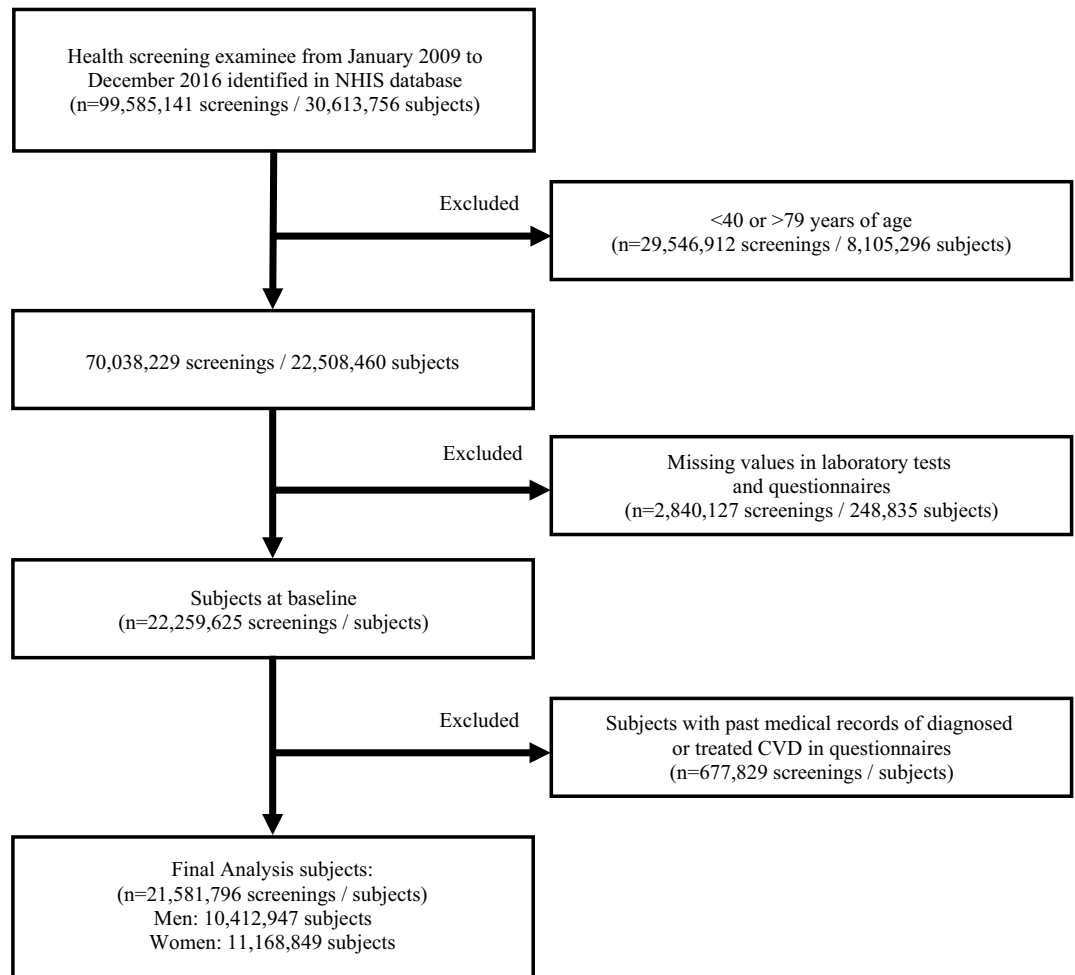 Health screening examinee from January 2009 to
December 2016 identified in NHIS database
(n=99,585,141 screenings / 30,613,756 subjects)
Excluded
<40 or >79 years of age
(n=29,546,912 screenings / 8,105,296 subjects)
70,038,229 screenings / 22,508,460 subjects
Excluded
Missing values in laboratory tests
and questionnaires
(n=2,840,127 screenings / 248,835 subjects)
Subjects at baseline
(n=22,259,625 screenings / subjects)
Excluded
Subjects with past medical records of diagnosed
or treated CVD in questionnaires
(n=677,829 screenings / subjects)
Final Analysis subjects:
(n=21,581,796 screenings / subjects)
Men: 10,412,947 subjects
Women: 11,168,849 subjects